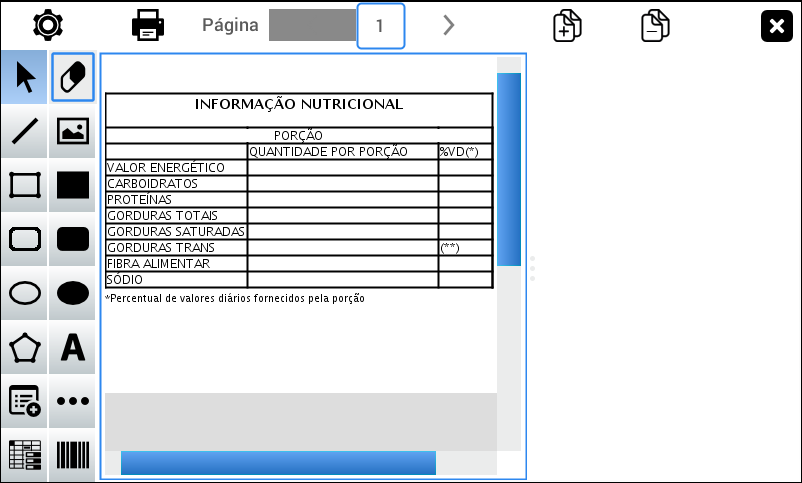 Página 1
INFORMAÇÃO NUTRICIONAL
PORÇÃO
QUANTIDADE POR PORÇÃO %VD(*)
VALOR ENERGÉTICO
CARBOIDRATOS
PROTEÍNAS
GORDURAS TOTAIS
GORDURAS SATURADAS
GORDURAS TRANS (**)
FIBRA ALIMENTAR
SÓDIO
*Percentual de valores diários fornecidos pela porção
A